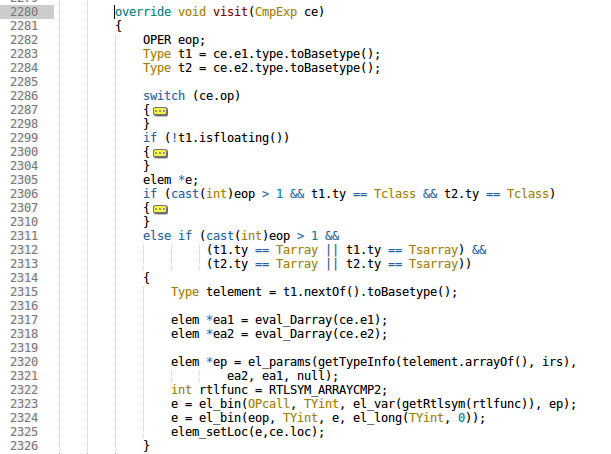 2280 override void visit(CmpExp ce)
2281 {
2282 OPER eop;
2283 Type t1 = ce.e1.type.toBasetype();
2284 Type t2 = ce.e2.type.toBasetype();
2285
2286 switch (ce.op)
2287 {
2298 }
2299 if (!t1.isfloating())
2300 {
2304 }
2305 elem *e;
2306 if (cast(int)eop > 1 && t1.ty == Tclass && t2.ty == Tclass)
2307 {
2310 }
2311 else if (cast(int)eop > 1 &&
2312 (t1.ty == Tarray || t1.ty == Tsarray) &&
2313 (t2.ty == Tarray || t2.ty == Tsarray))
2314 {
2315 Type telement = t1.nextOf().toBasetype();
2316
2317 elem *ea1 = eval_Darray(ce.e1);
2318 elem *ea2 = eval_Darray(ce.e2);
2319
2320 elem *ep = el_params(getTypeInfo(telement.arrayOf(), irs),
2321 ea2, ea1, null);
2322 int rtlfunc = RTLSYM_ARRAYCMP2;
2323 e = el_bin(OPcall, TYint, el_var(getRtlsym(rtlfunc)), ep);
2324 e = el_bin(eop, TYint, e, el_long(TYint, 0));
2325 elem_setLoc(e,ce.loc);
2326 }